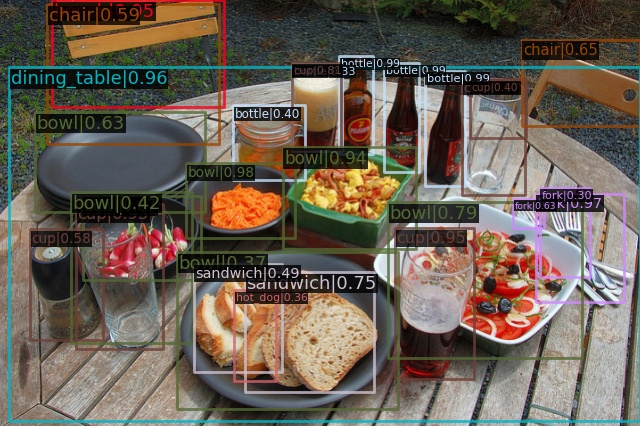 chair|0.59
chair|0.65
dining_table|0.96
cup|0.81
bottle|0.99
bottle|0.99
bottle|0.99
cup|0.40
bottle|0.40
bowl|0.63
bowl|0.94
bowl|0.98
bowl|0.42
bowl|0.79
fork|0.30
fork|0.63
cup|0.58
cup|0.95
bowl|0.37
sandwich|0.49
sandwich|0.75
hot_dog|0.36